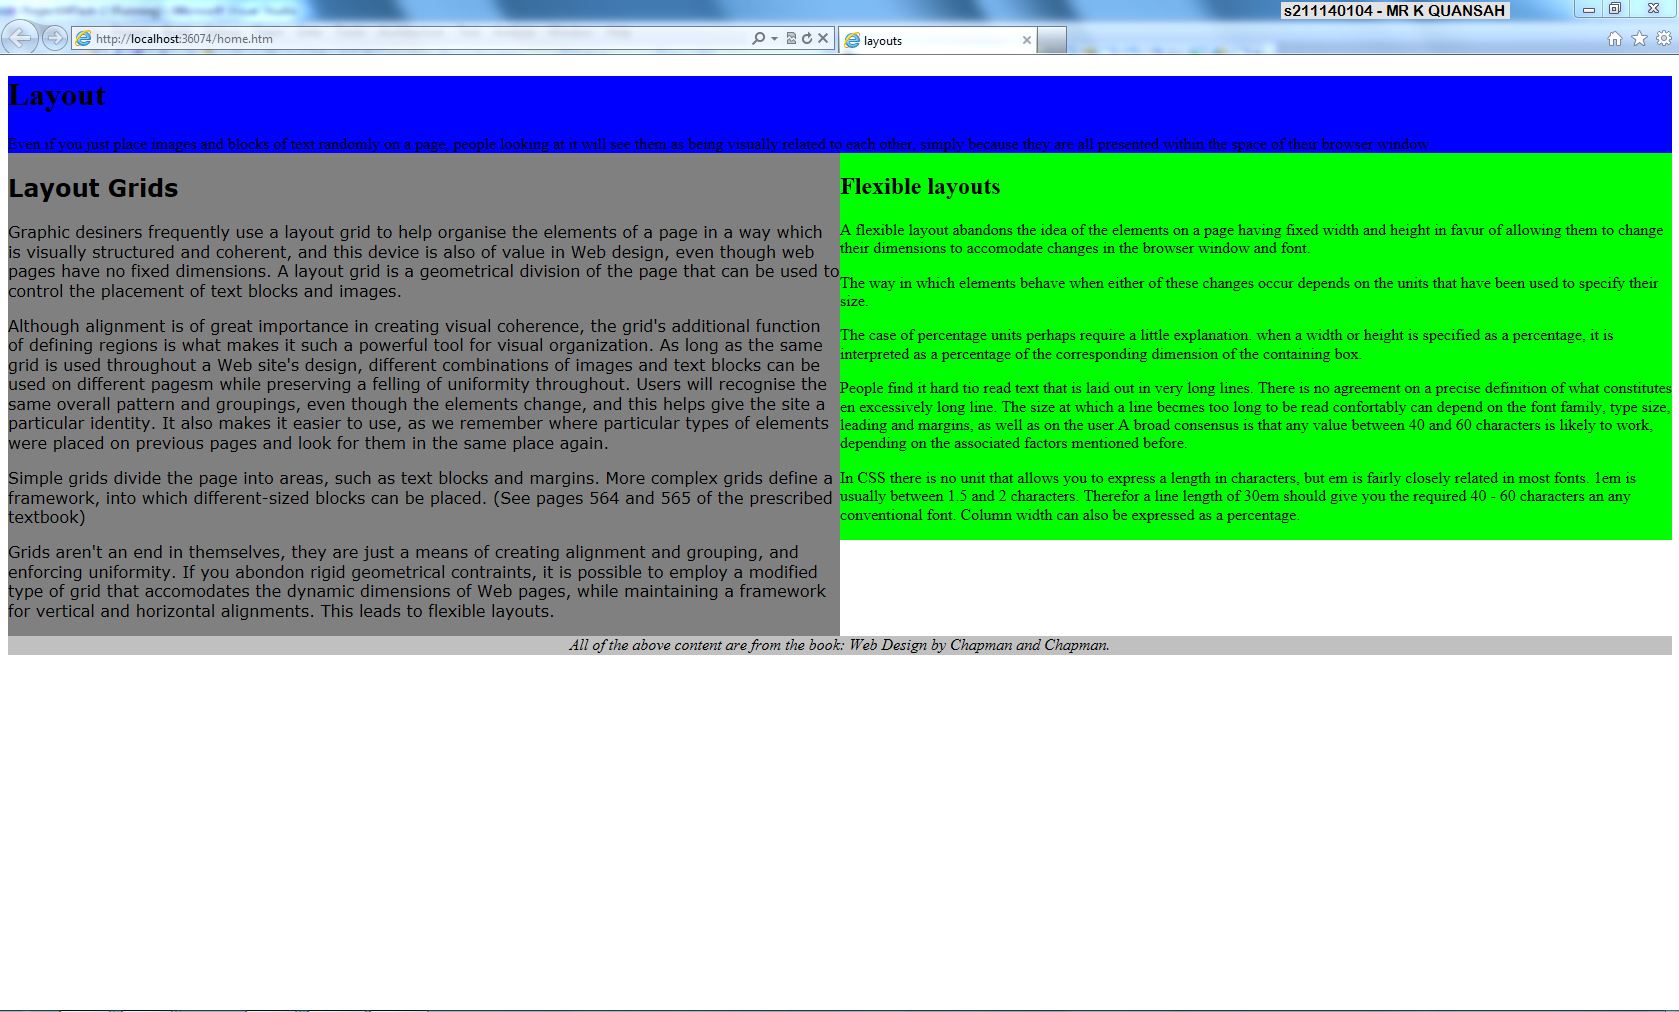 s211140104 - MR K QUANSAH
http://localhost:36074/home.htm
layouts
Layout
Even if you just place images and blocks of text randomly on a page, people looking at it will see them as being visually related to each other, simply because they are all presented within the space of their browser window.
Layout Grids
Graphic desiners frequently use a layout grid to help organise the elements of a page in a way which
is visually structured and coherent, and this device is also of value in Web design, even though web
pages have no fixed dimensions. A layout grid is a geometrical division of the page that can be used to
control the placement of text blocks and images.
Although alignment is of great importance in creating visual coherence, the grid's additional function
of defining regions is what makes it such a powerful tool for visual organization. As long as the same
grid is used throughout a Web site's design, different combinations of images and text blocks can be
used on different pagesm while preserving a felling of uniformity throughout. Users will recognise the
same overall pattern and groupings, even though the elements change, and this helps give the site a
particular identity. It also makes it easier to use, as we remember where particular types of elements
were placed on previous pages and look for them in the same place again.
Simple grids divide the page into areas, such as text blocks and margins. More complex grids define a
framework, into which different-sized blocks can be placed. (See pages 564 and 565 of the prescribed
textbook)
Grids aren't an end in themselves, they are just a means of creating alignment and grouping, and
enforcing uniformity. If you abondon rigid geometrical contraints, it is possible to employ a modified
type of grid that accomodates the dynamic dimensions of Web pages, while maintaining a framework
for vertical and horizontal alignments. This leads to flexible layouts.
Flexible layouts
A flexible layout abandons the idea of the elements on a page having fixed width and height in favur of allowing them to change
their dimensions to accomodate changes in the browser window and font.
The way in which elements behave when either of these changes occur depends on the units that have been used to specify their
size.
The case of percentage units perhaps require a little explanation. when a width or height is specified as a percentage, it is
interpreted as a percentage of the corresponding dimension of the containing box.
People find it hard tio read text that is laid out in very long lines. There is no agreement on a precise definition of what constitutes
en excessively long line. The size at which a line becmes too long to be read confortably can depend on the font family, type size,
leading and margins, as well as on the user.A broad consensus is that any value between 40 and 60 characters is likely to work,
depending on the associated factors mentioned before.
In CSS there is no unit that allows you to express a length in characters, but em is fairly closely related in most fonts. 1em is
usually between 1.5 and 2 characters. Therefor a line length of 30em should give you the required 40 - 60 characters an any
conventional font. Column width can also be expressed as a percentage.
All of the above content are from the book: Web Design by Chapman and Chapman.